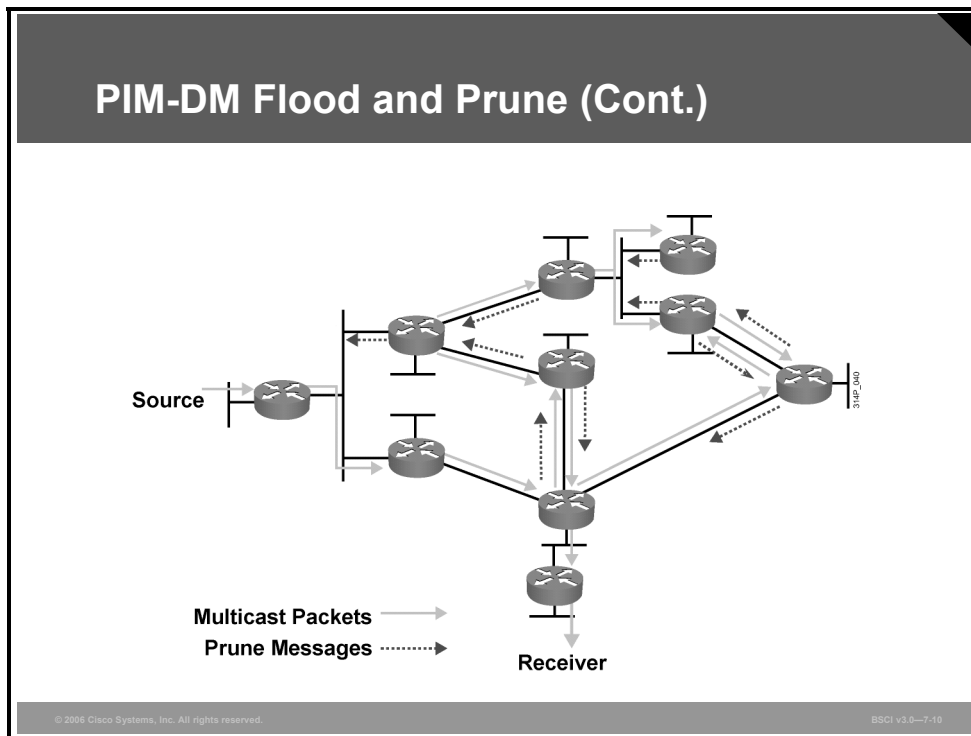 PIM-DM Flood and Prune (Cont.)
Source
314P_040
Multicast Packets
Prune Messages
Receiver
© 2006 Cisco Systems, Inc. All rights reserved.
BSCI v3.0—7-10